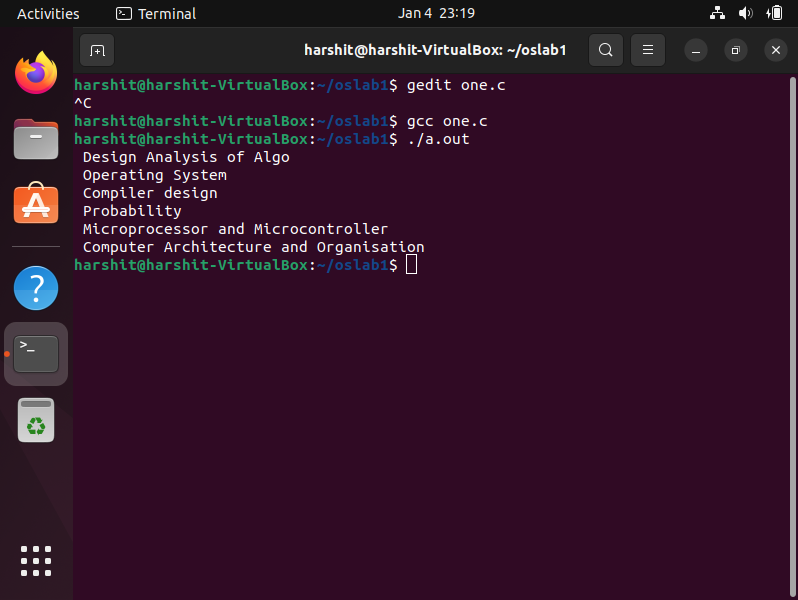 Activities Terminal Jan 4 23:19
harshit@harshit-VirtualBox: ~/oslab1
harshit@harshit-VirtualBox:~/oslab1$ gedit one.c
^C
harshit@harshit-VirtualBox:~/oslab1$ gcc one.c
harshit@harshit-VirtualBox:~/oslab1$ ./a.out
Design Analysis of Algo
Operating System
Compiler design
Probability
Microprocessor and Microcontroller
Computer Architecture and Organisation
harshit@harshit-VirtualBox:~/oslab1$